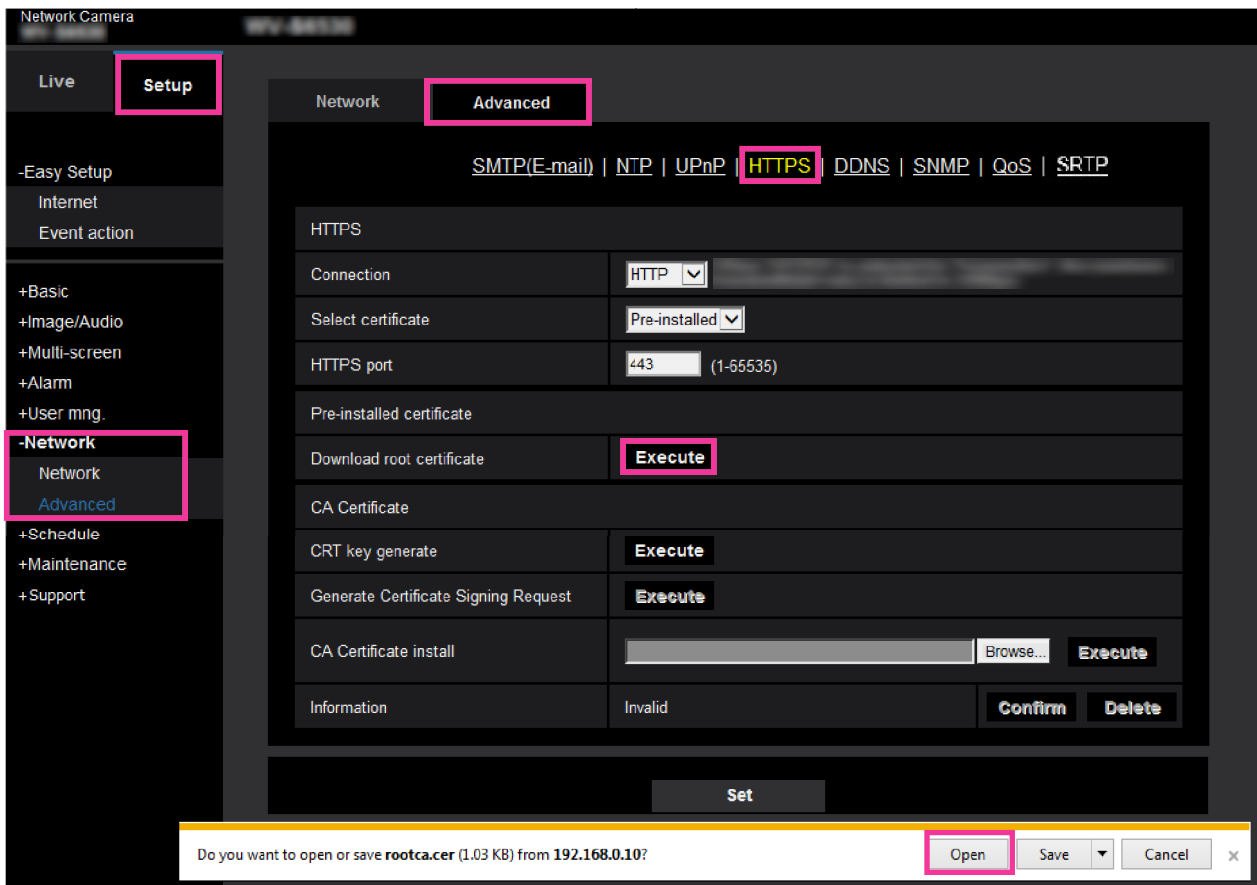 Network Camera
Live
Setup
-Easy Setup
Internet
Event action
+Basic
+Image/Audio
+Multi-screen
+Alarm
+User mng.
-Network
Network
Advanced
+Schedule
+Maintenance
+Support
Network
Advanced
SMTP(E-mail) | NTP | UPnP | HTTPS | DDNS | SNMP | QoS | SRTP
HTTPS
Connection HTTP
Select certificate Pre-installed
HTTPS port 443 (1-65535)
Pre-installed certificate
Download root certificate Execute
CA Certificate
CRT key generate Execute
Generate Certificate Signing Request Execute
CA Certificate install Browse... Execute
Information Invalid Confirm Delete
Set
Do you want to open or save rootca.cer (1.03 KB) from 192.168.0.10? Open Save Cancel